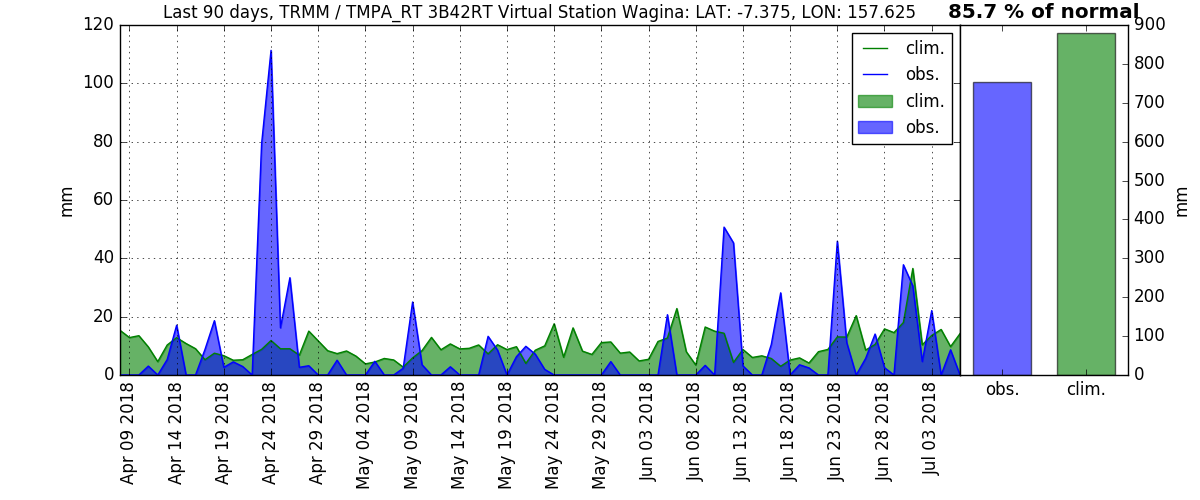 Last 90 days, TRMM / TMPA_RT 3B42RT Virtual Station Wagina: LAT: -7.375, LON: 157.625
85.7 % of normal
mm
120
100
80
60
40
20
0
clim.
obs.
clim.
obs.
900
800
700
600
500
400
300
200
100
0
mm
obs.
clim.
Apr 09 2018
Apr 14 2018
Apr 19 2018
Apr 24 2018
Apr 29 2018
May 04 2018
May 09 2018
May 14 2018
May 19 2018
May 24 2018
May 29 2018
Jun 03 2018
Jun 08 2018
Jun 13 2018
Jun 18 2018
Jun 23 2018
Jun 28 2018
Jul 03 2018